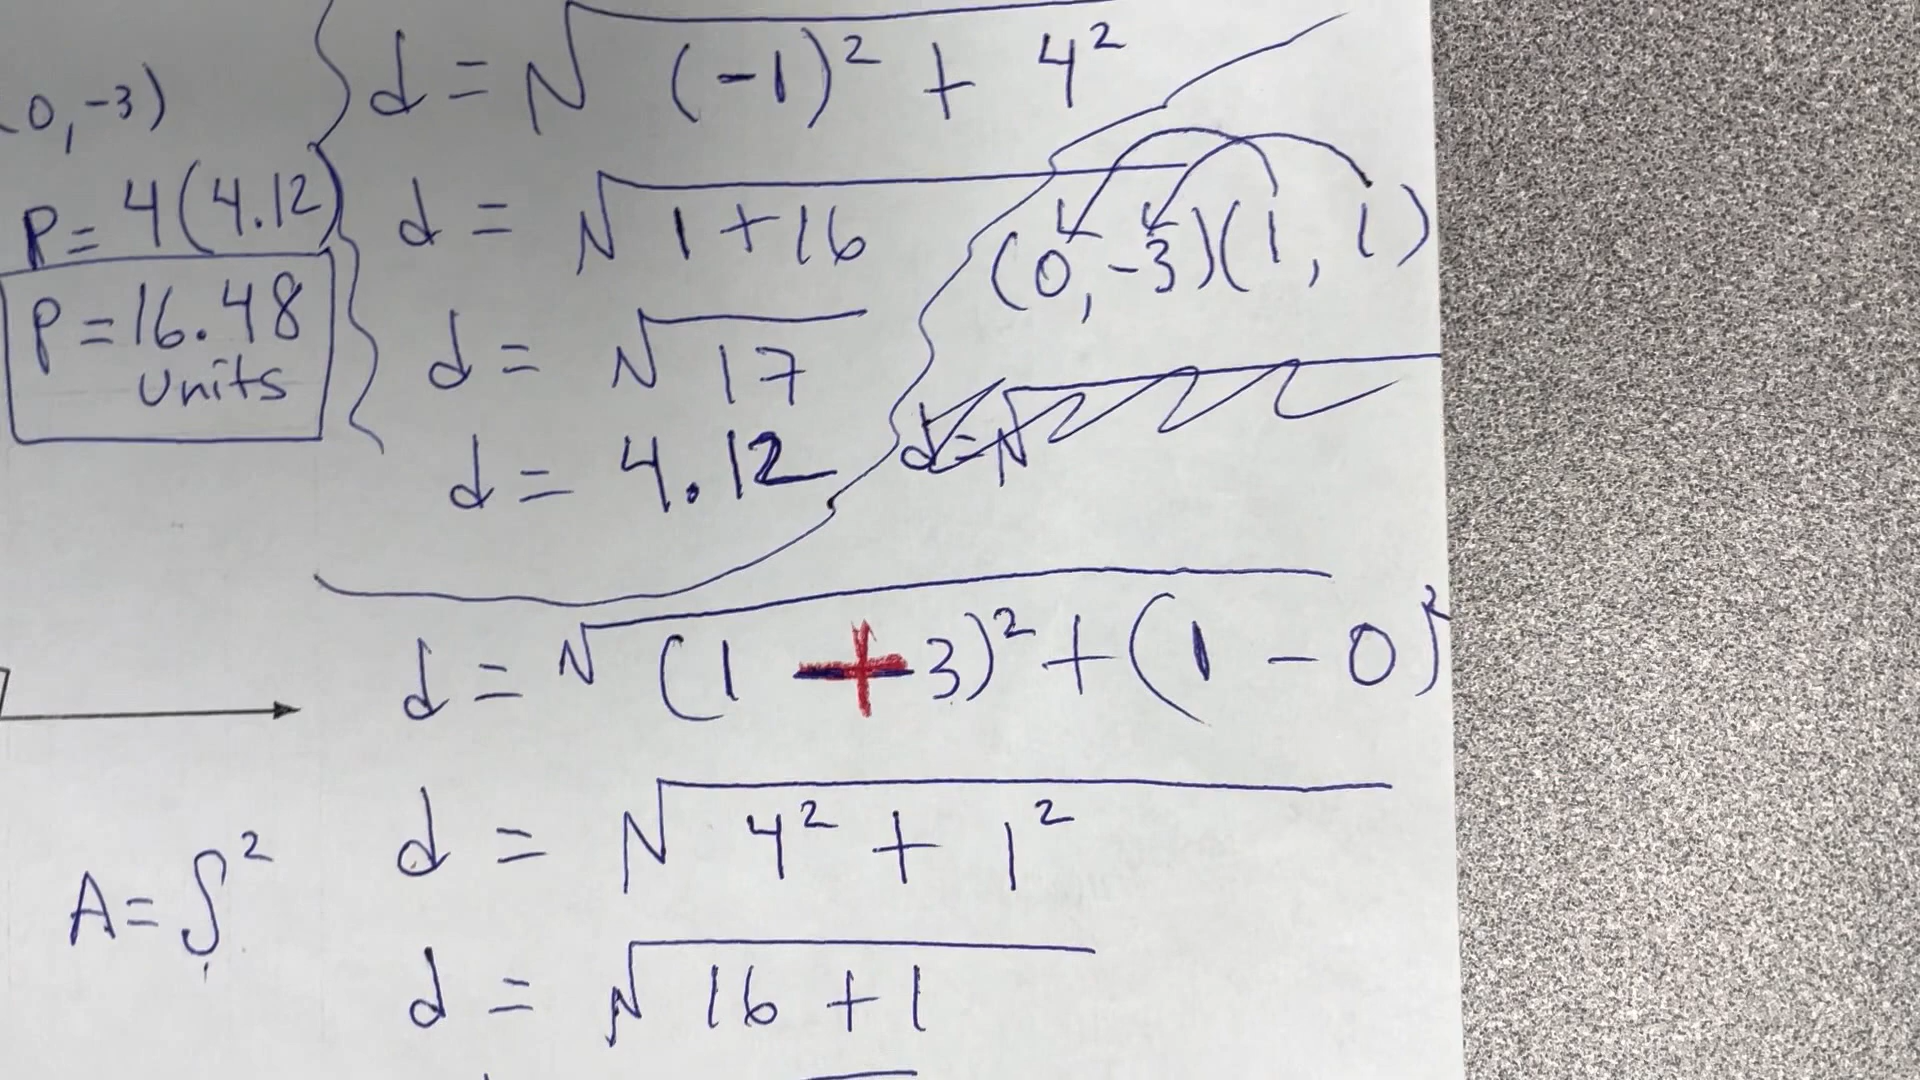 d = √(-1)² + 4²
0, -3)
P = 4(4.12)
P = 16.48
units
d = √1 + 16
d = √17
d = 4.12
(0, -3)(1, 1)
d = √
d = √(1 + 3)² + (1 - 0)²
d = √4² + 1²
A = S²
d = √16 + 1